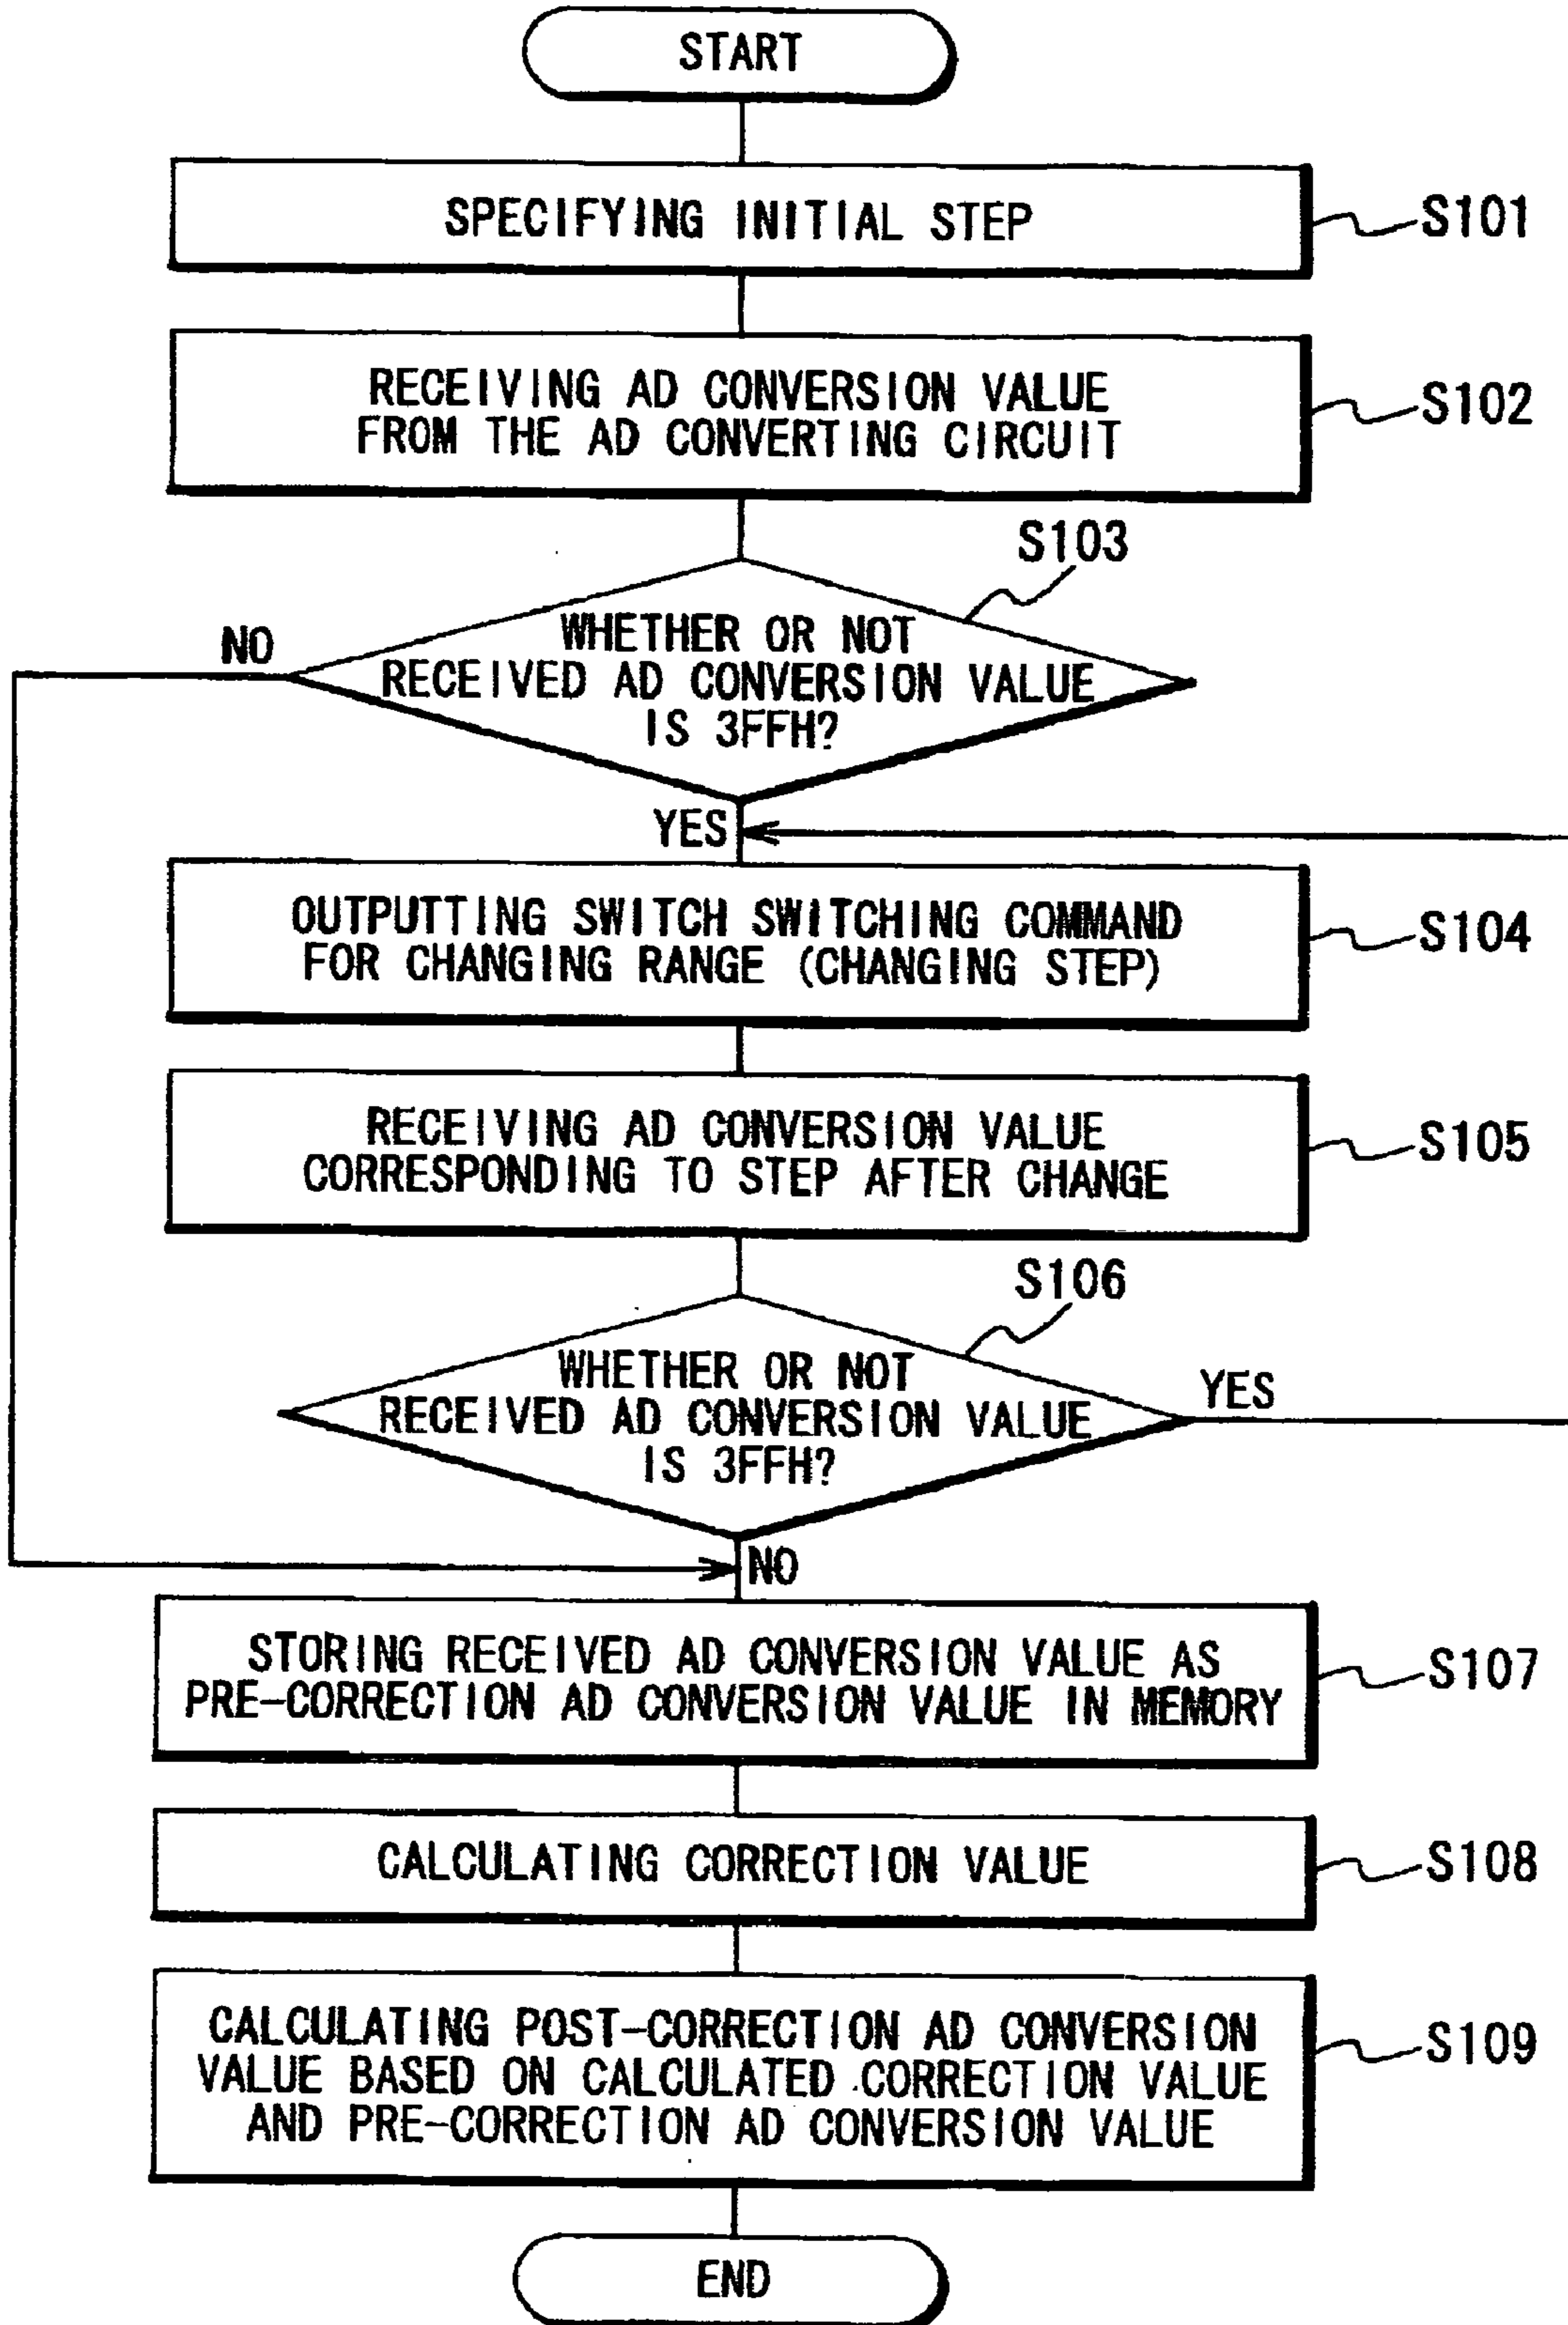 START
SPECIFYING INITIAL STEP
S101
RECEIVING AD CONVERSION VALUE
FROM THE AD CONVERTING CIRCUIT
S102
S103
WHETHER OR NOT
RECEIVED AD CONVERSION VALUE
IS 3FFH?
NO
YES
OUTPUTTING SWITCH SWITCHING COMMAND
FOR CHANGING RANGE (CHANGING STEP)
S104
RECEIVING AD CONVERSION VALUE
CORRESPONDING TO STEP AFTER CHANGE
S105
S106
WHETHER OR NOT
RECEIVED AD CONVERSION VALUE
IS 3FFH?
YES
NO
STORING RECEIVED AD CONVERSION VALUE AS
PRE-CORRECTION AD CONVERSION VALUE IN MEMORY
S107
CALCULATING CORRECTION VALUE
S108
CALCULATING POST-CORRECTION AD CONVERSION
VALUE BASED ON CALCULATED CORRECTION VALUE
AND PRE-CORRECTION AD CONVERSION VALUE
S109
END